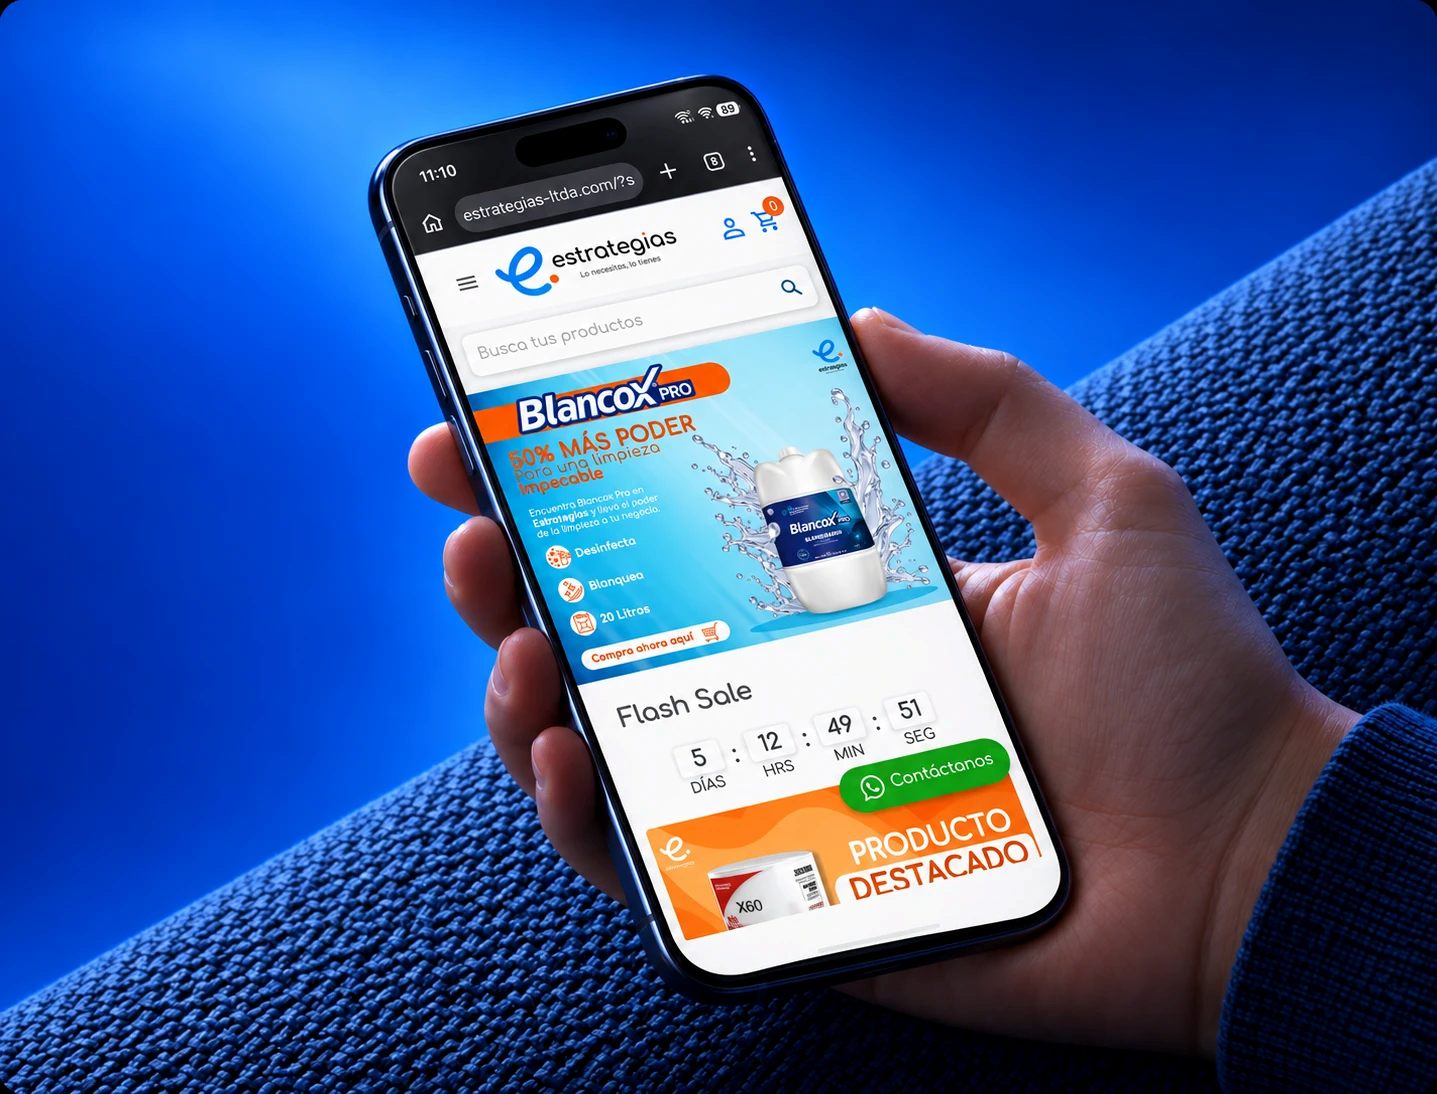 11:10
89
estrategias-ltda.com/?s
8
0
e. estrategias
Lo necesitas, lo tienes
Busca tus productos
e. estrategias
Blancox PRO
50% MÁS PODER
Para una limpieza
Impecable
Encuentra Blancox Pro en
Estrategias y llevá el poder
de la limpieza a tu negocio.
Desinfecta
Blanquea
20 Litros
Compra ahora aquí
Blancox PRO
Flash Sale
5 : 12 : 49 : 51
DÍAS HRS MIN SEG
Contáctanos
e.
PRODUCTO
DESTACADO
X60